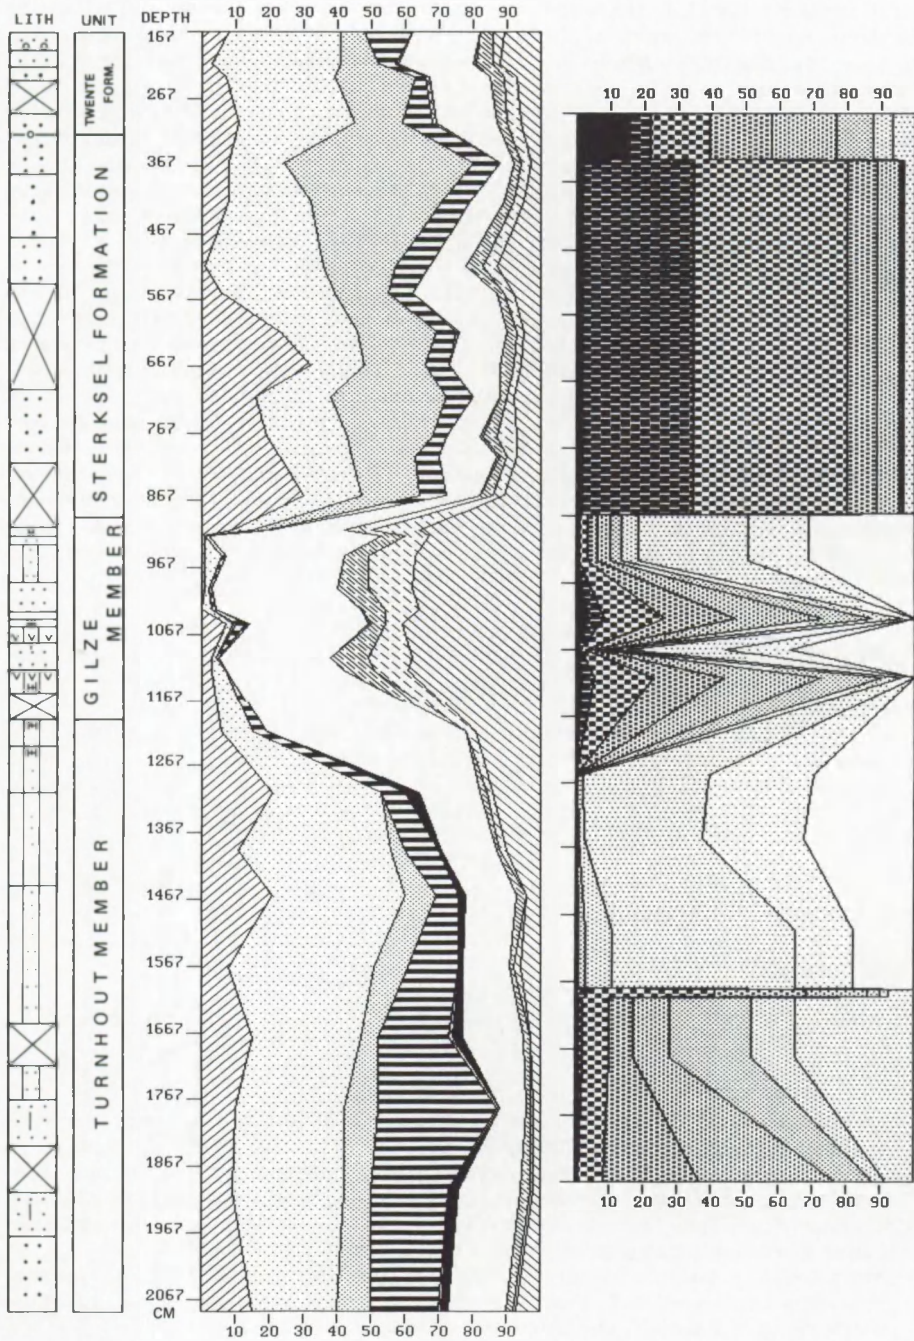 LITH UNIT DEPTH 10 20 30 40 50 60 70 80 90
167
TWENTE FORM.
267
10 20 30 40 50 60 70 80 90
STERKSEL FORMATION
367
467
567
667
767
867
GILZE MEMBER
967
1067
1167
TURNHOUT MEMBER
1267
1367
1467
1567
1667
1767
1867
10 20 30 40 50 60 70 80 90
1967
2067
CM
10 20 30 40 50 60 70 80 90